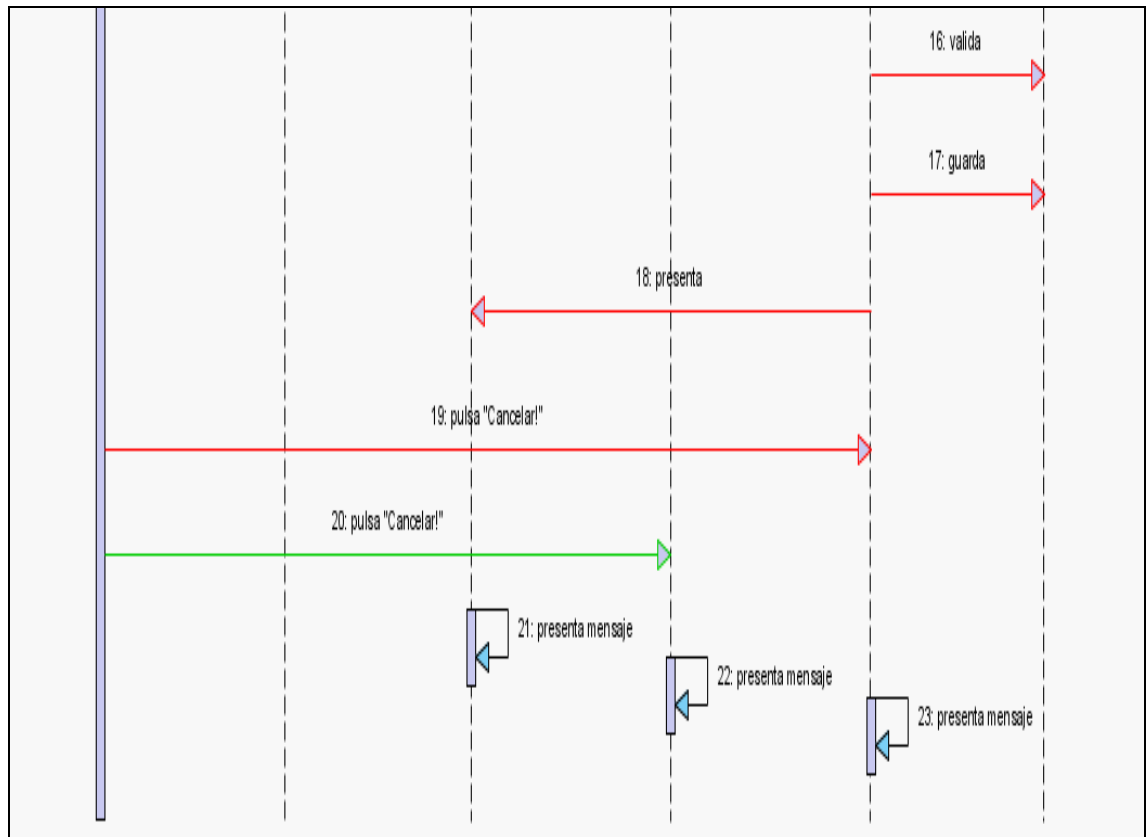 16: valida
17: guarda
18: presenta
19: pulsa "Cancelar!"
20: pulsa "Cancelar!"
21: presenta mensaje
22: presenta mensaje
23: presenta mensaje